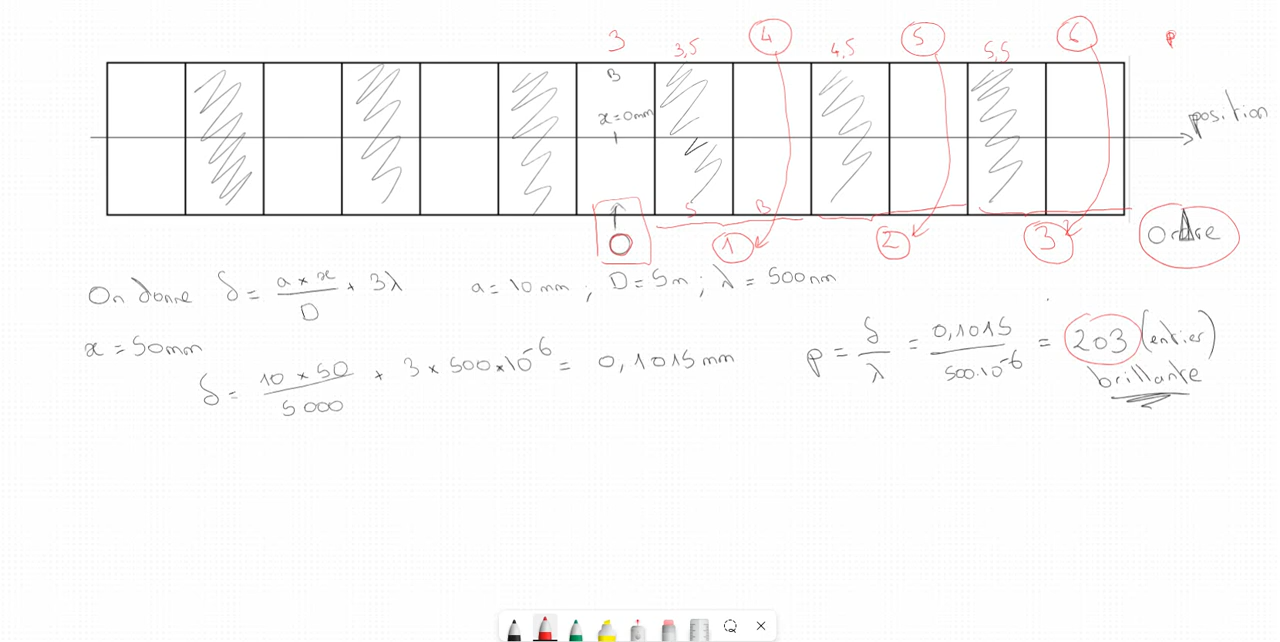 3 3,5 4 4,5 5 5,5 6 P
B
x = 0mm
position
S B
0 1 2 3 ordre
On donne δ = (a × x)/D + 3λ a = 10 mm ; D = 5m ; λ = 500 nm
x = 50mm
δ = (10 × 50)/5000 + 3 × 500 × 10^-6 = 0,1015 mm
p = δ/λ = 0,1015/500.10^-6 = 203 (entier)
brillante